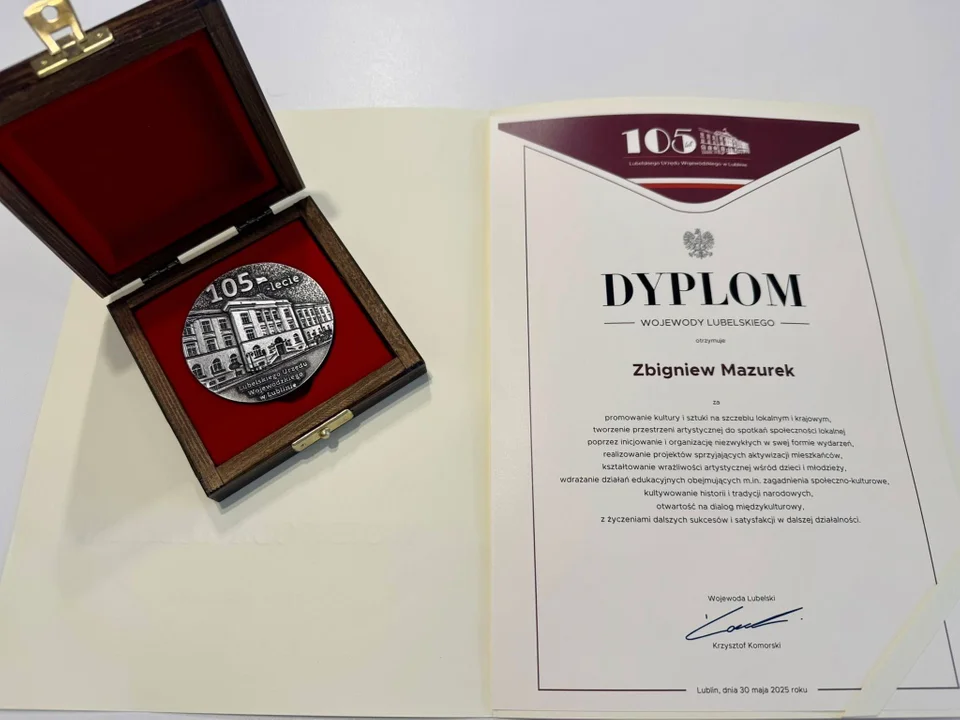 105
-lecie
Lubelskiego Urzędu
Wojewódzkiego
w Lublinie
105 lat
Lubelskiego Urzędu Wojewódzkiego w Lublinie
DYPLOM
WOJEWODY LUBELSKIEGO
otrzymuje
Zbigniew Mazurek
za
promowanie kultury i sztuki na szczeblu lokalnym i krajowym,
tworzenie przestrzeni artystycznej do spotkań społeczności lokalnej
poprzez inicjowanie i organizację niezwykłych w swej formie wydarzeń,
realizowanie projektów sprzyjających aktywizacji mieszkańców,
kształtowanie wrażliwości artystycznej wśród dzieci i młodzieży,
wdrażanie działań edukacyjnych obejmujących m.in. zagadnienia społeczno-kulturowe,
kultywowanie historii i tradycji narodowych,
otwartość na dialog międzykulturowy,
z życzeniami dalszych sukcesów i satysfakcji w dalszej działalności.
Wojewoda Lubelski
Krzysztof Komorski
Lublin, dnia 30 maja 2025 roku